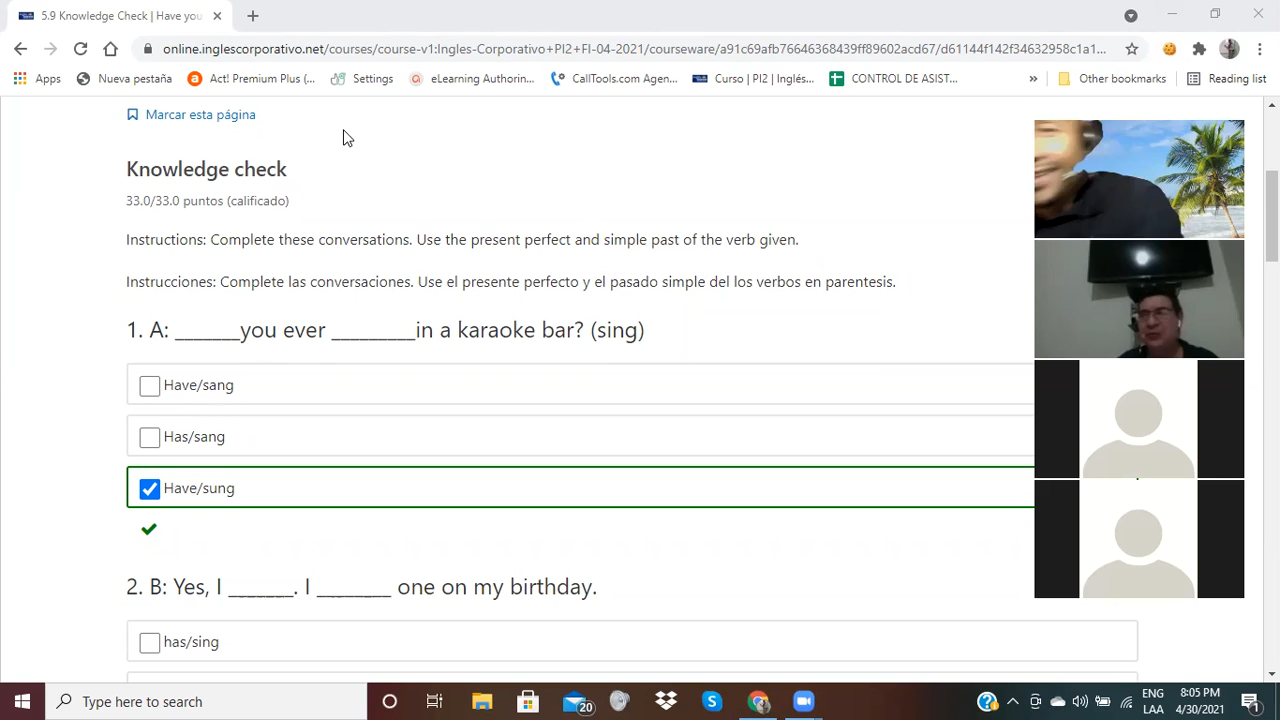 5.9 Knowledge Check | Have you
online.inglescorporativo.net/courses/course-v1:Ingles-Corporativo+PI2+FI-04-2021/courseware/a91c69afb76646368439ff89602acd67/d61144f142f34632958c1a1...
Apps Nueva pestaña Act! Premium Plus (... Settings eLearning Authorin... CallTools.com Agen... Curso | PI2 | Inglés... CONTROL DE ASIST... » Other bookmarks Reading list
Marcar esta página
Knowledge check
33.0/33.0 puntos (calificado)
Instructions: Complete these conversations. Use the present perfect and simple past of the verb given.
Instrucciones: Complete las conversaciones. Use el presente perfecto y el pasado simple del los verbos en parentesis.
1. A: _______you ever _________in a karaoke bar? (sing)
Have/sang
Has/sang
Have/sung
2. B: Yes, I _______. I ________ one on my birthday.
has/sing
Type here to search
20
ENG
8:05 PM
LAA
4/30/2021
1